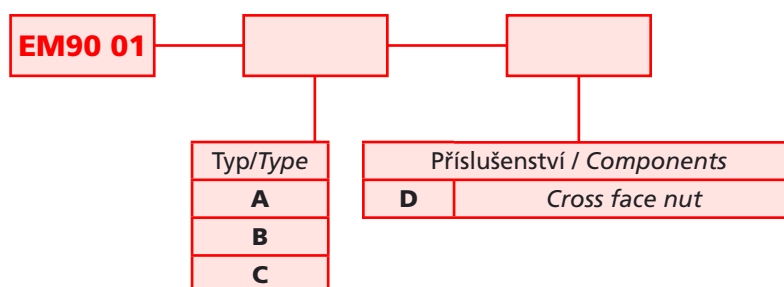 EM90 01
Typ/Type
A
B
C
Příslušenství / Components
D Cross face nut